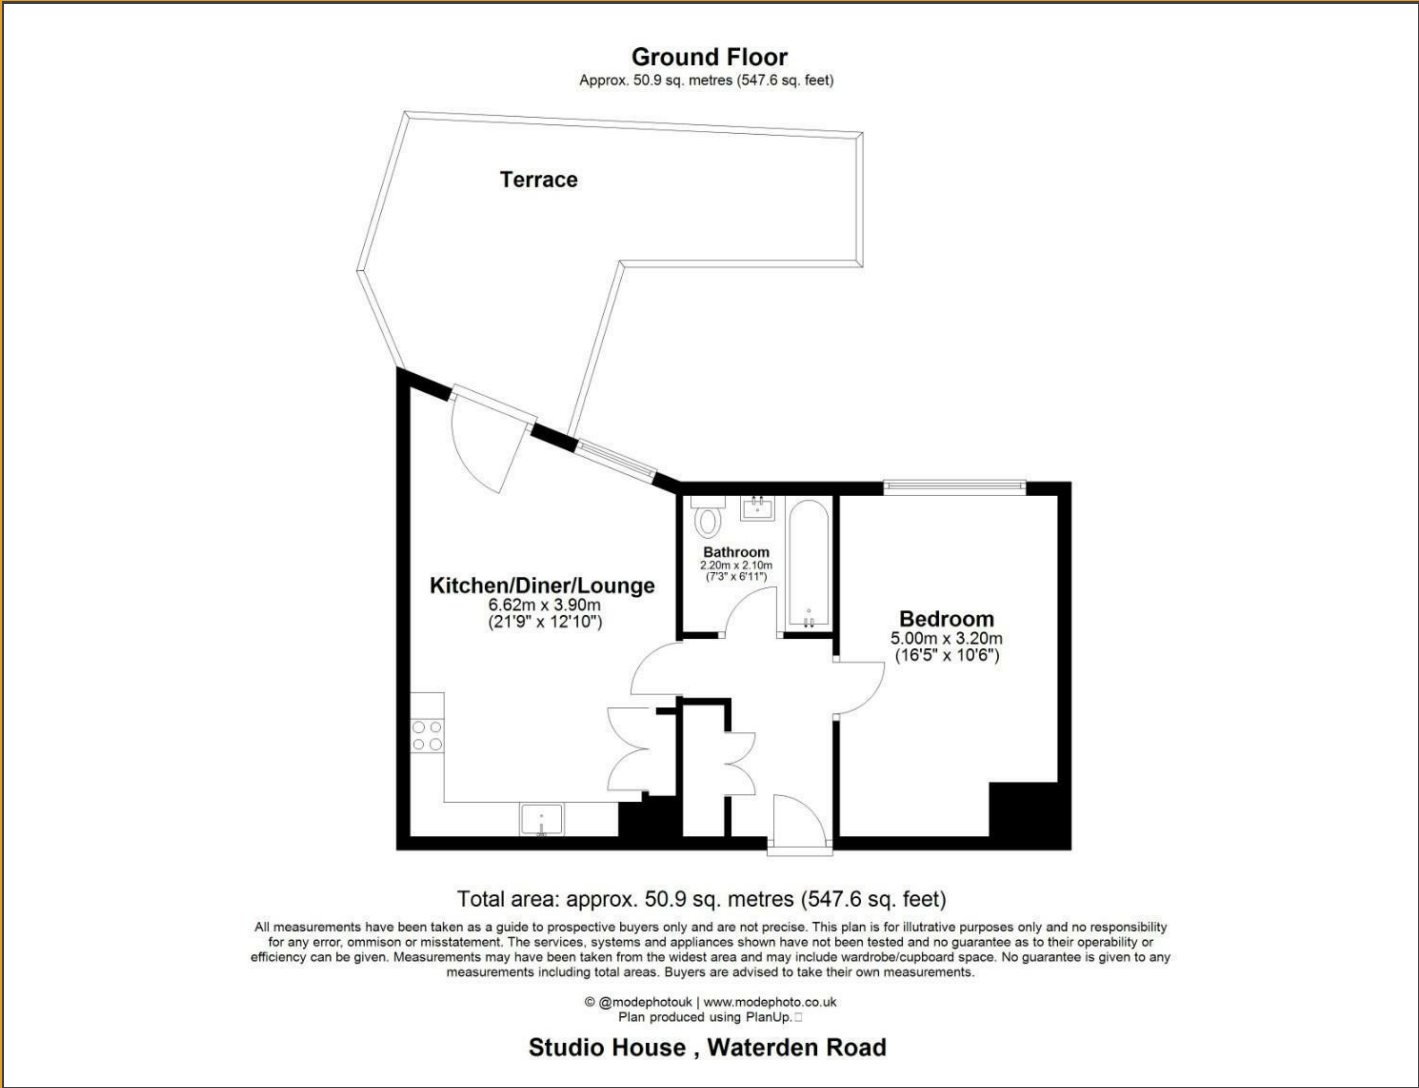 Ground Floor
Approx. 50.9 sq. metres (547.6 sq. feet)
Terrace
Kitchen/Diner/Lounge
6.62m x 3.90m
(21'9" x 12'10")
Bathroom
2.20m x 2.10m
(7'3" x 6'11")
Bedroom
5.00m x 3.20m
(16'5" x 10'6")
Total area: approx. 50.9 sq. metres (547.6 sq. feet)
All measurements have been taken as a guide to prospective buyers only and are not precise. This plan is for illutrative purposes only and no responsibility
for any error, ommison or misstatement. The services, systems and appliances shown have not been tested and no guarantee as to their operability or
efficiency can be given. Measurements may have been taken from the widest area and may include wardrobe/cupboard space. No guarantee is given to any
measurements including total areas. Buyers are advised to take their own measurements.
© @modephotouk | www.modephoto.co.uk
Plan produced using PlanUp.□
Studio House , Waterden Road